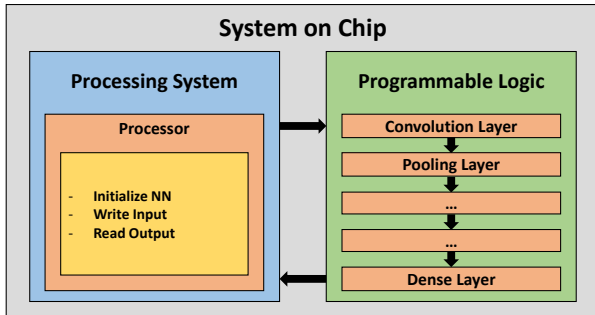 System on Chip
Processing System
Processor
- Initialize NN
- Write Input
- Read Output
Programmable Logic
Convolution Layer
Pooling Layer
...
...
Dense Layer